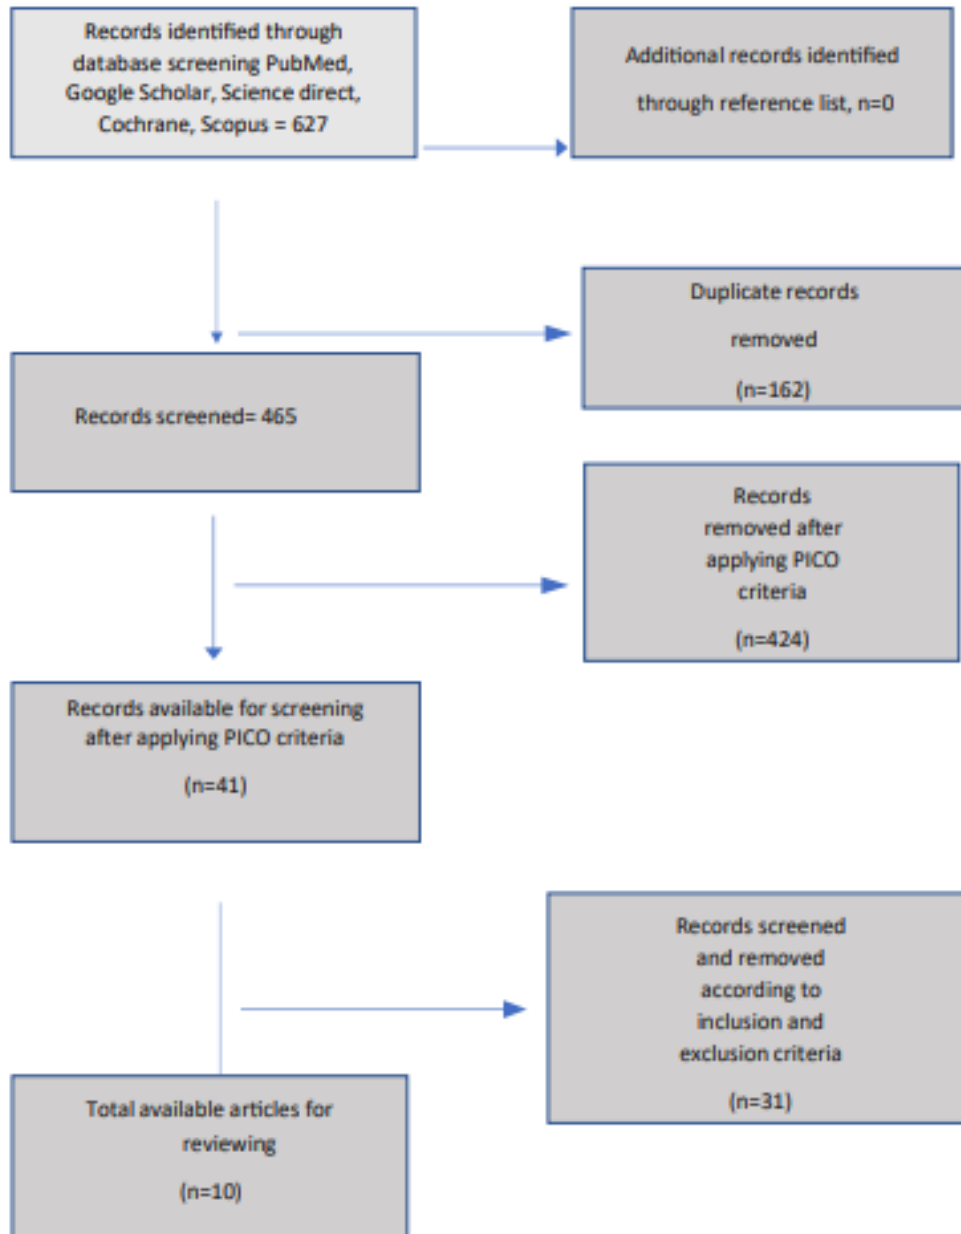 Records identified through
database screening PubMed,
Google Scholar, Science direct,
Cochrane, Scopus = 627
Additional records identified
through reference list, n=0
Duplicate records
removed
(n=162)
Records screened= 465
Records
removed after
applying PICO
criteria
(n=424)
Records available for screening
after applying PICO criteria
(n=41)
Records screened
and removed
according to
inclusion and
exclusion criteria
(n=31)
Total available articles for
reviewing
(n=10)